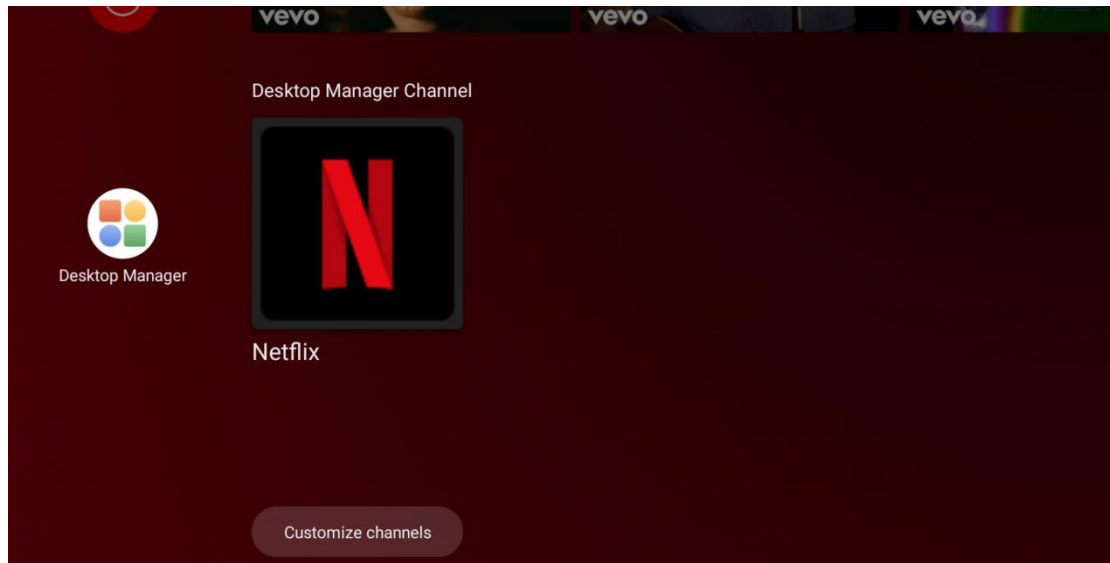 vevo
vevo
vevo
Desktop Manager Channel
N
Desktop Manager
Netflix
Customize channels